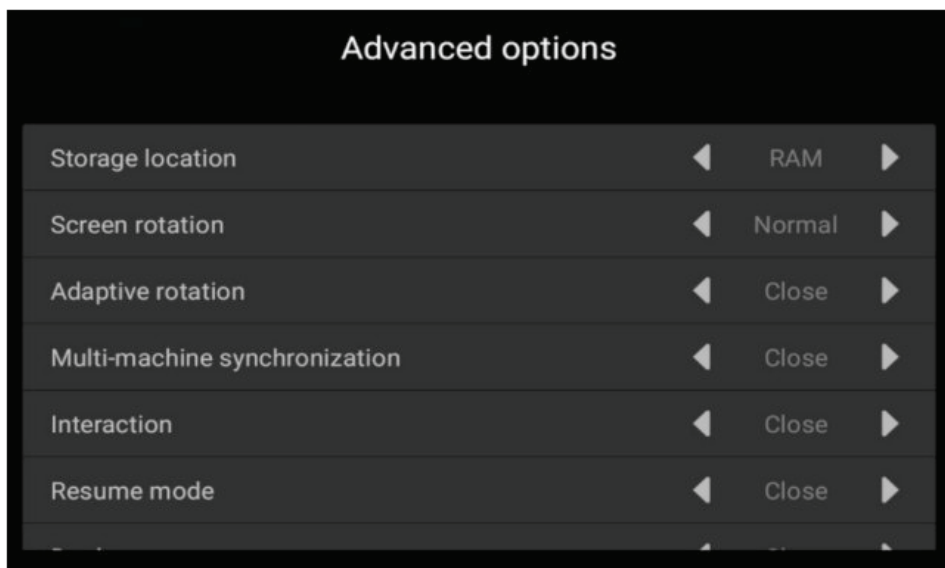 Advanced options
Storage location RAM
Screen rotation Normal
Adaptive rotation Close
Multi-machine synchronization Close
Interaction Close
Resume mode Close